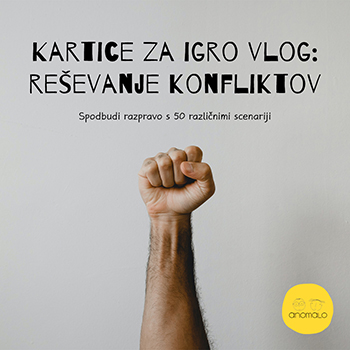 KARTICE ZA IGRO VLOG:
REŠEVANJE KONFLIKTOV
Spodbudi razpravo s 50 različnimi scenariji
anomalo